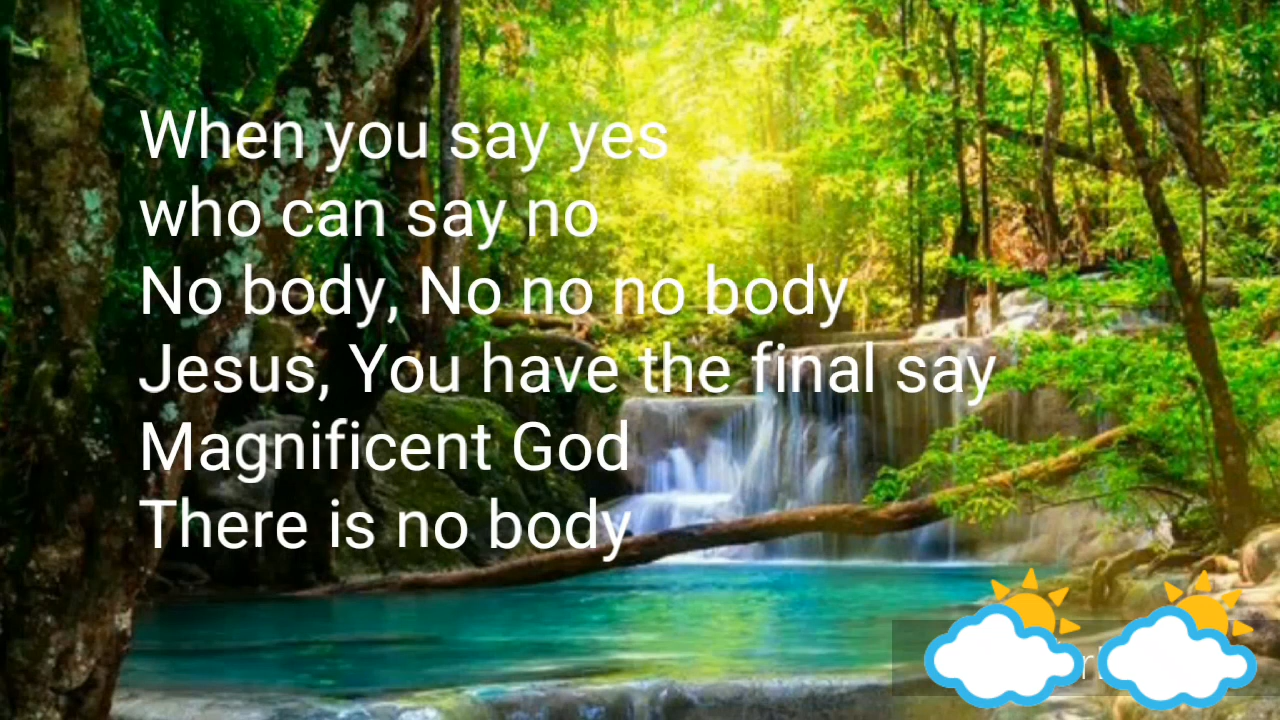 When you say yes
who can say no
No body, No no no body
Jesus, You have the final say
Magnificent God
There is no body